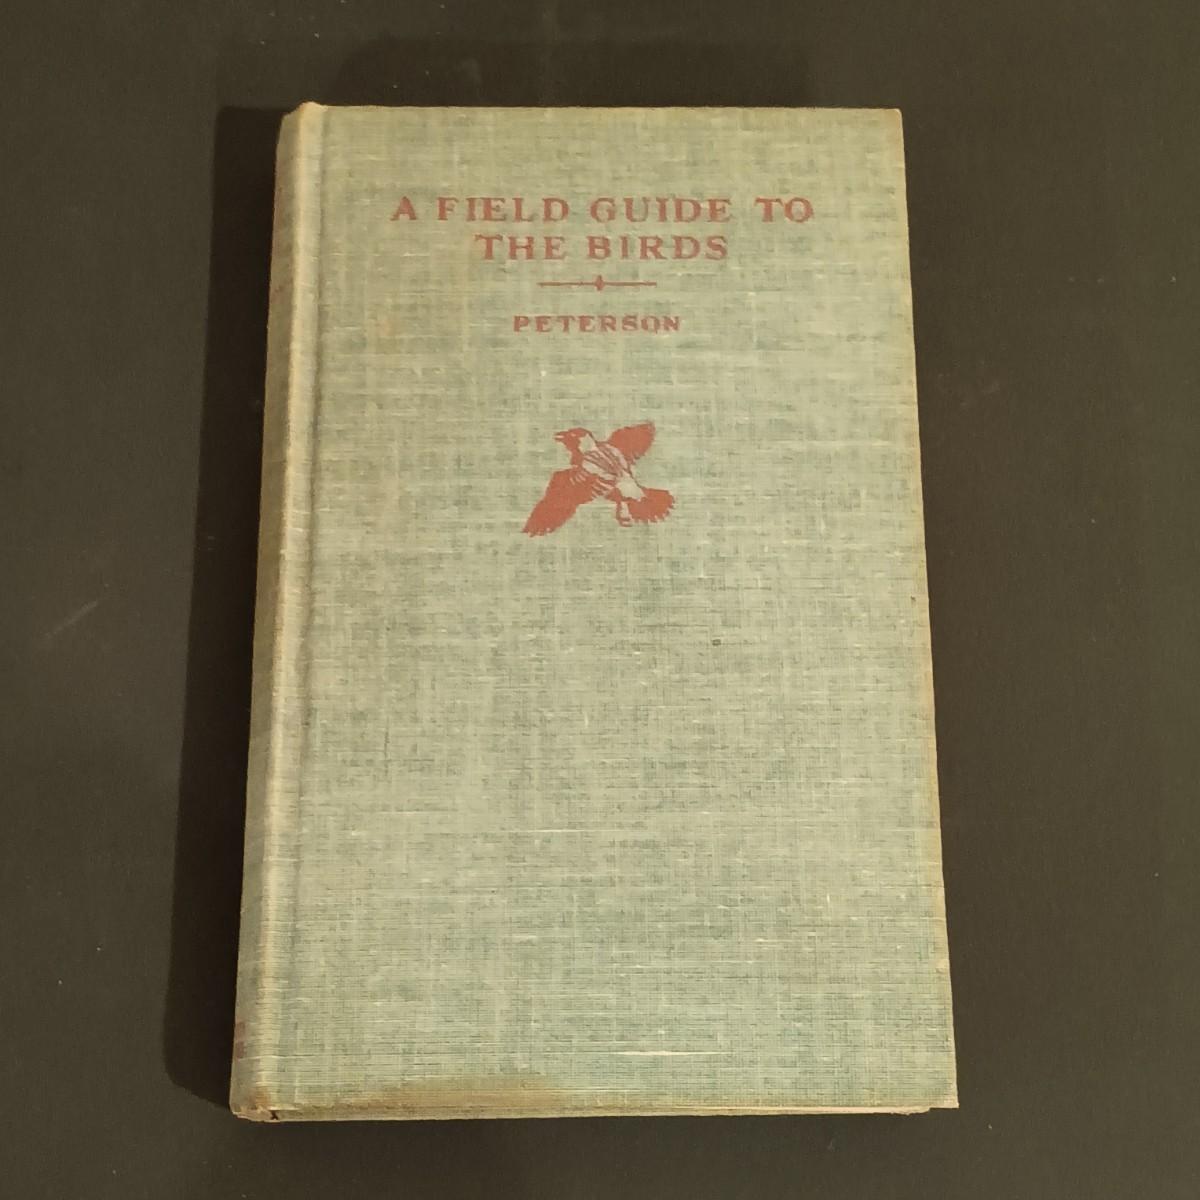 A FIELD GUIDE TO
THE BIRDS
PETERSON